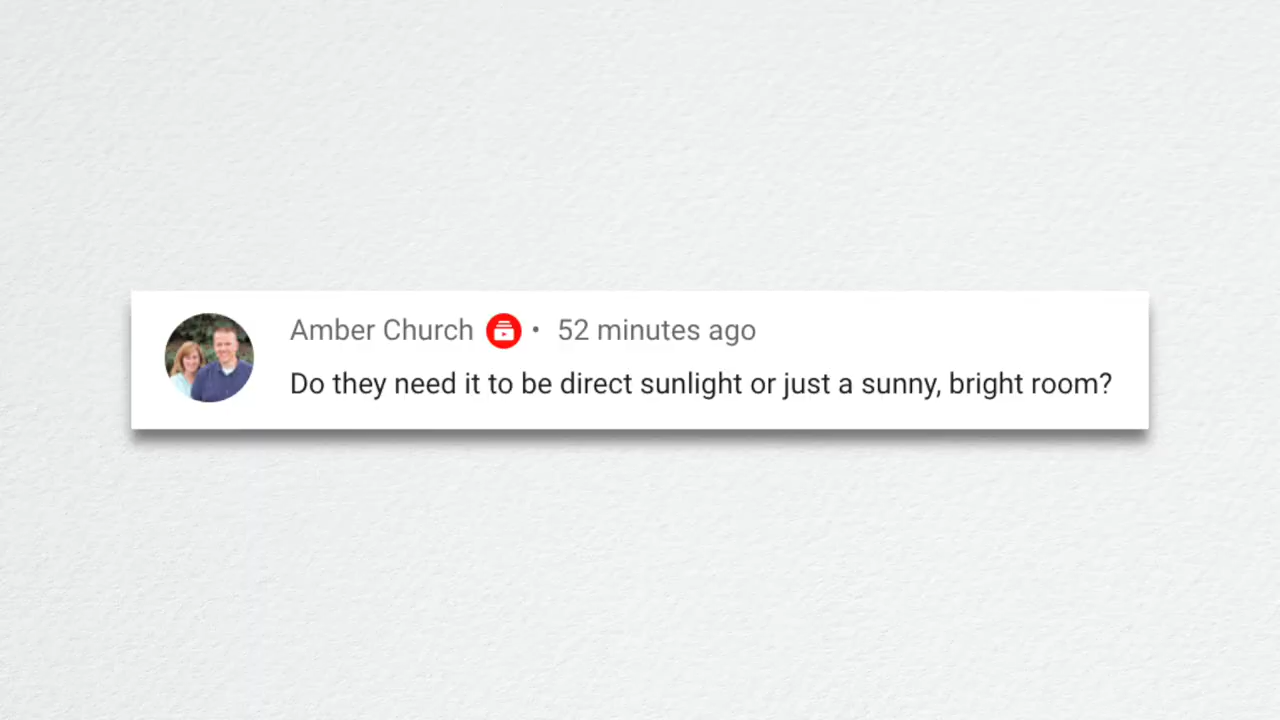 Amber Church • 52 minutes ago
Do they need it to be direct sunlight or just a sunny, bright room?